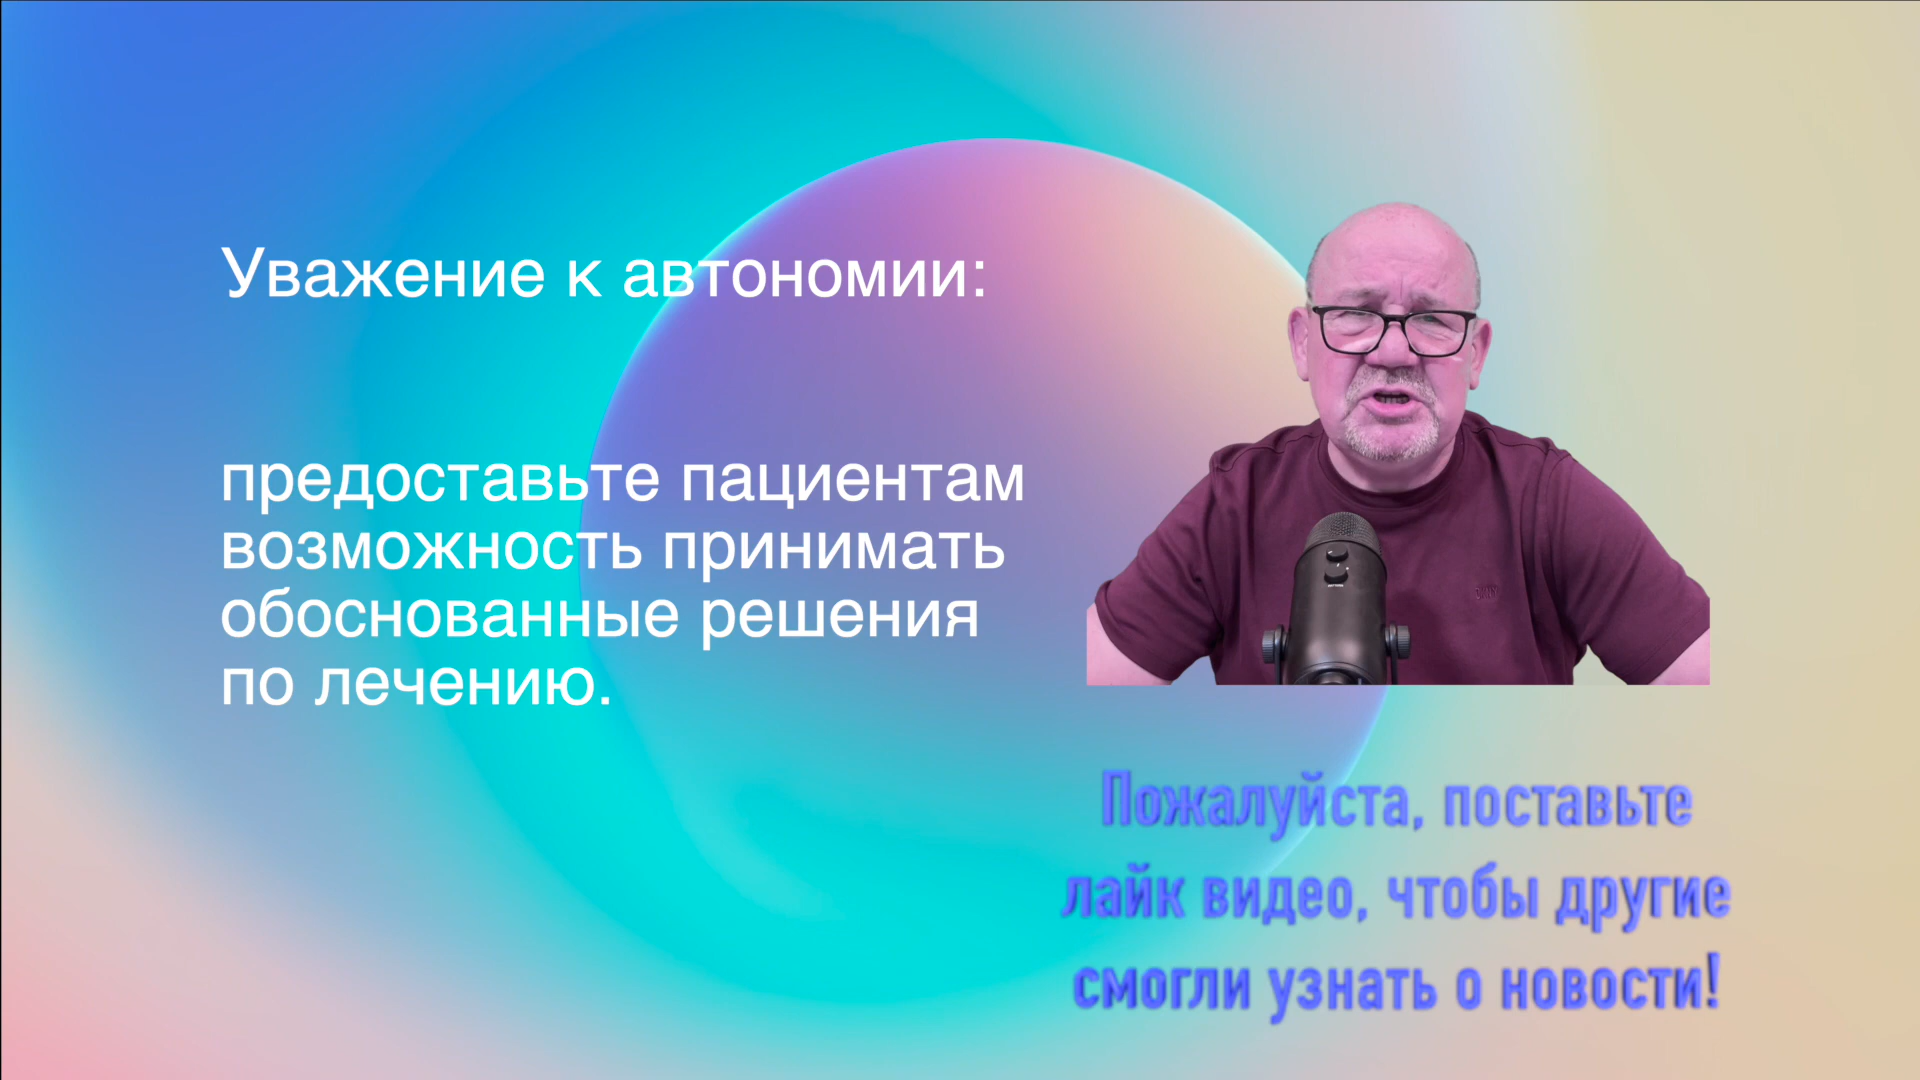 Уважение к автономии:
предоставьте пациентам
возможность принимать
обоснованные решения
по лечению.
Пожалуйста, поставьте
лайк видео, чтобы другие
смогли узнать о новости!